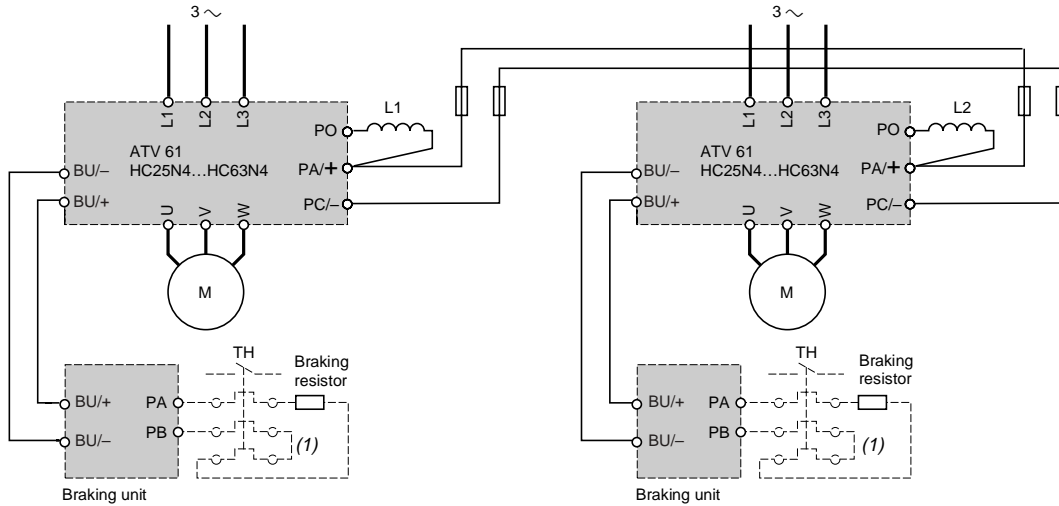 3 ~
L1 L2 L3
PO
L1
ATV 61
HC25N4...HC63N4
PA/+
PC/–
BU/–
BU/+
U V W
M
TH
Braking
resistor
BU/+
PA
BU/–
PB
(1)
Braking unit
3 ~
L1 L2 L3
PO
L2
ATV 61
HC25N4...HC63N4
PA/+
PC/–
BU/–
BU/+
U V W
M
TH
Braking
resistor
BU/+
PA
BU/–
PB
(1)
Braking unit